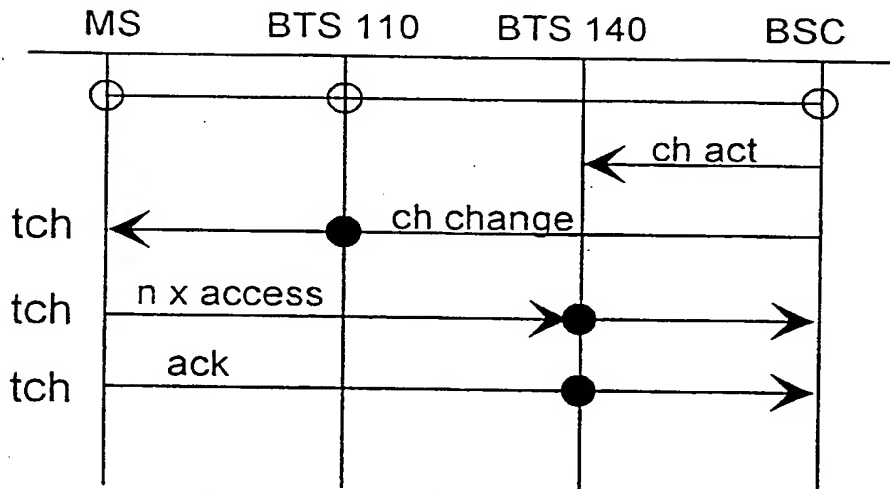 MS BTS 110 BTS 140 BSC
ch act
tch ch change
tch n x access
tch ack